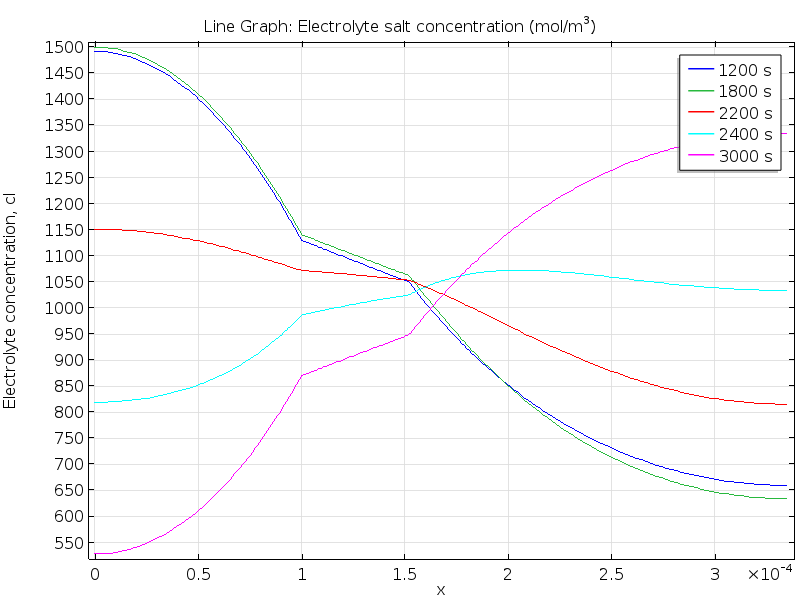 Line Graph: Electrolyte salt concentration (mol/m³)
1500
1450
1400
1350
1300
1250
1200
1150
1100
1050
1000
950
900
850
800
750
700
650
600
550
Electrolyte concentration, cl
1200 s
1800 s
2200 s
2400 s
3000 s
0 0.5 1 1.5 2 2.5 3 ×10⁻⁴
x